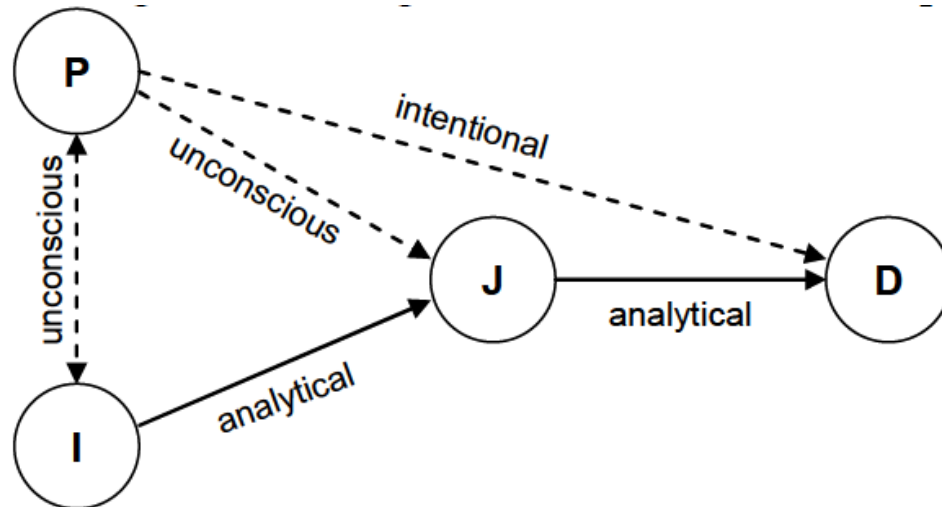 P
intentional
unconscious
unconscious
J
analytical
D
analytical
I